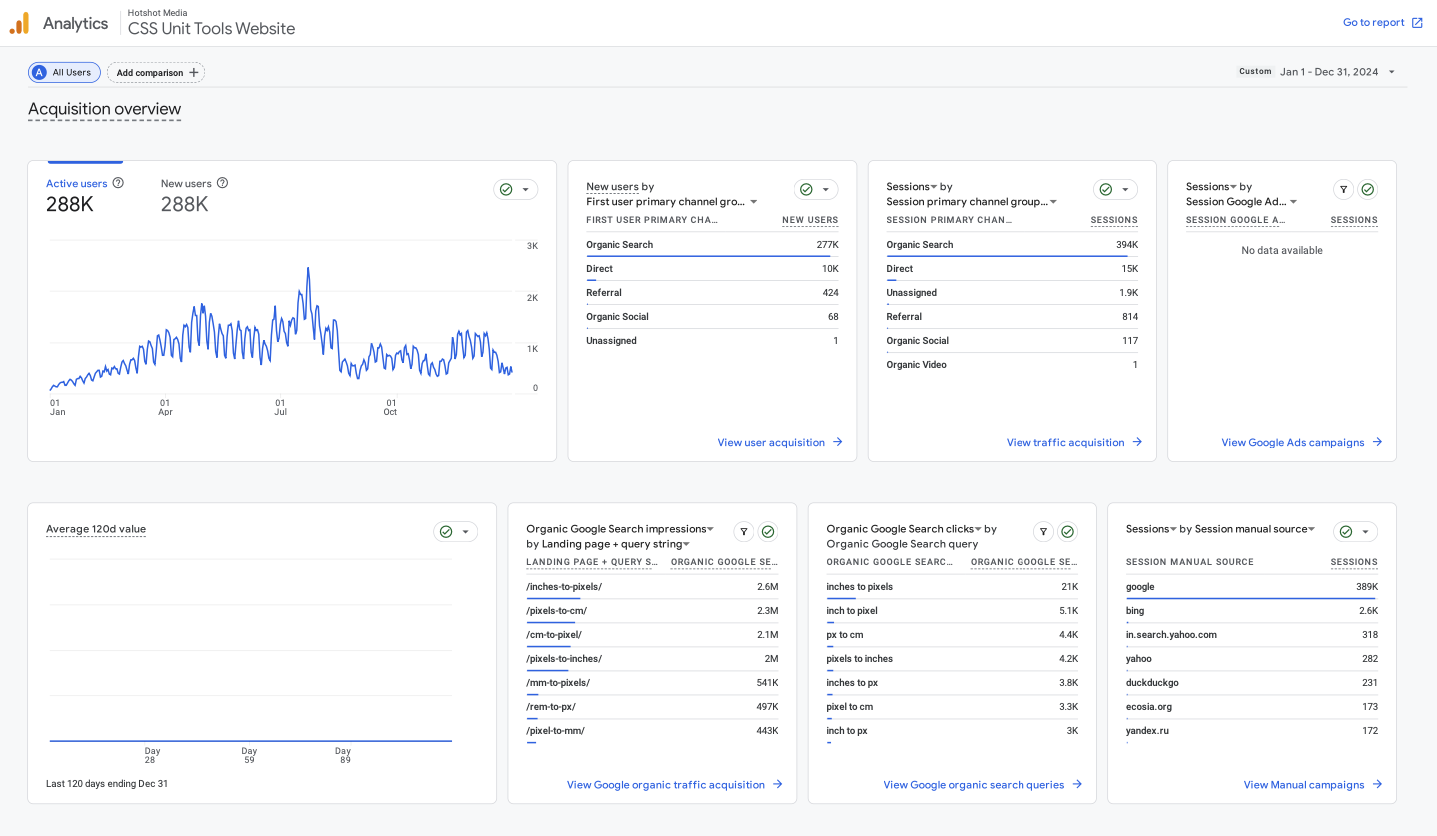 Analytics
Hotshot Media
CSS Unit Tools Website
Go to report
A All Users
Add comparison
Custom Jan 1 - Dec 31, 2024
Acquisition overview
Active users
288K
New users
288K
3K
2K
1K
0
01 Jan
01 Apr
01 Jul
01 Oct
New users by
First user primary channel gro...
FIRST USER PRIMARY CHA... NEW USERS
Organic Search 277K
Direct 10K
Referral 424
Organic Social 68
Unassigned 1
View user acquisition
Sessions by
Session primary channel group...
SESSION PRIMARY CHAN... SESSIONS
Organic Search 394K
Direct 15K
Unassigned 1.9K
Referral 814
Organic Social 117
Organic Video 1
View traffic acquisition
Sessions by
Session Google Ad...
SESSION GOOGLE A... SESSIONS
No data available
View Google Ads campaigns
Average 120d value
Day 28
Day 59
Day 89
Last 120 days ending Dec 31
Organic Google Search impressions
by Landing page + query string
LANDING PAGE + QUERY S... ORGANIC GOOGLE SE...
/inches-to-pixels/ 2.6M
/pixels-to-cm/ 2.3M
/cm-to-pixel/ 2.1M
/pixels-to-inches/ 2M
/mm-to-pixels/ 541K
/rem-to-px/ 497K
/pixel-to-mm/ 443K
View Google organic traffic acquisition
Organic Google Search clicks by
Organic Google Search query
ORGANIC GOOGLE SEARC... ORGANIC GOOGLE SE...
inches to pixels 21K
inch to pixel 5.1K
px to cm 4.4K
pixels to inches 4.2K
inches to px 3.8K
pixel to cm 3.3K
inch to px 3K
View Google organic search queries
Sessions by Session manual source
SESSION MANUAL SOURCE SESSIONS
google 389K
bing 2.6K
in.search.yahoo.com 318
yahoo 282
duckduckgo 231
ecosia.org 173
yandex.ru 172
View Manual campaigns